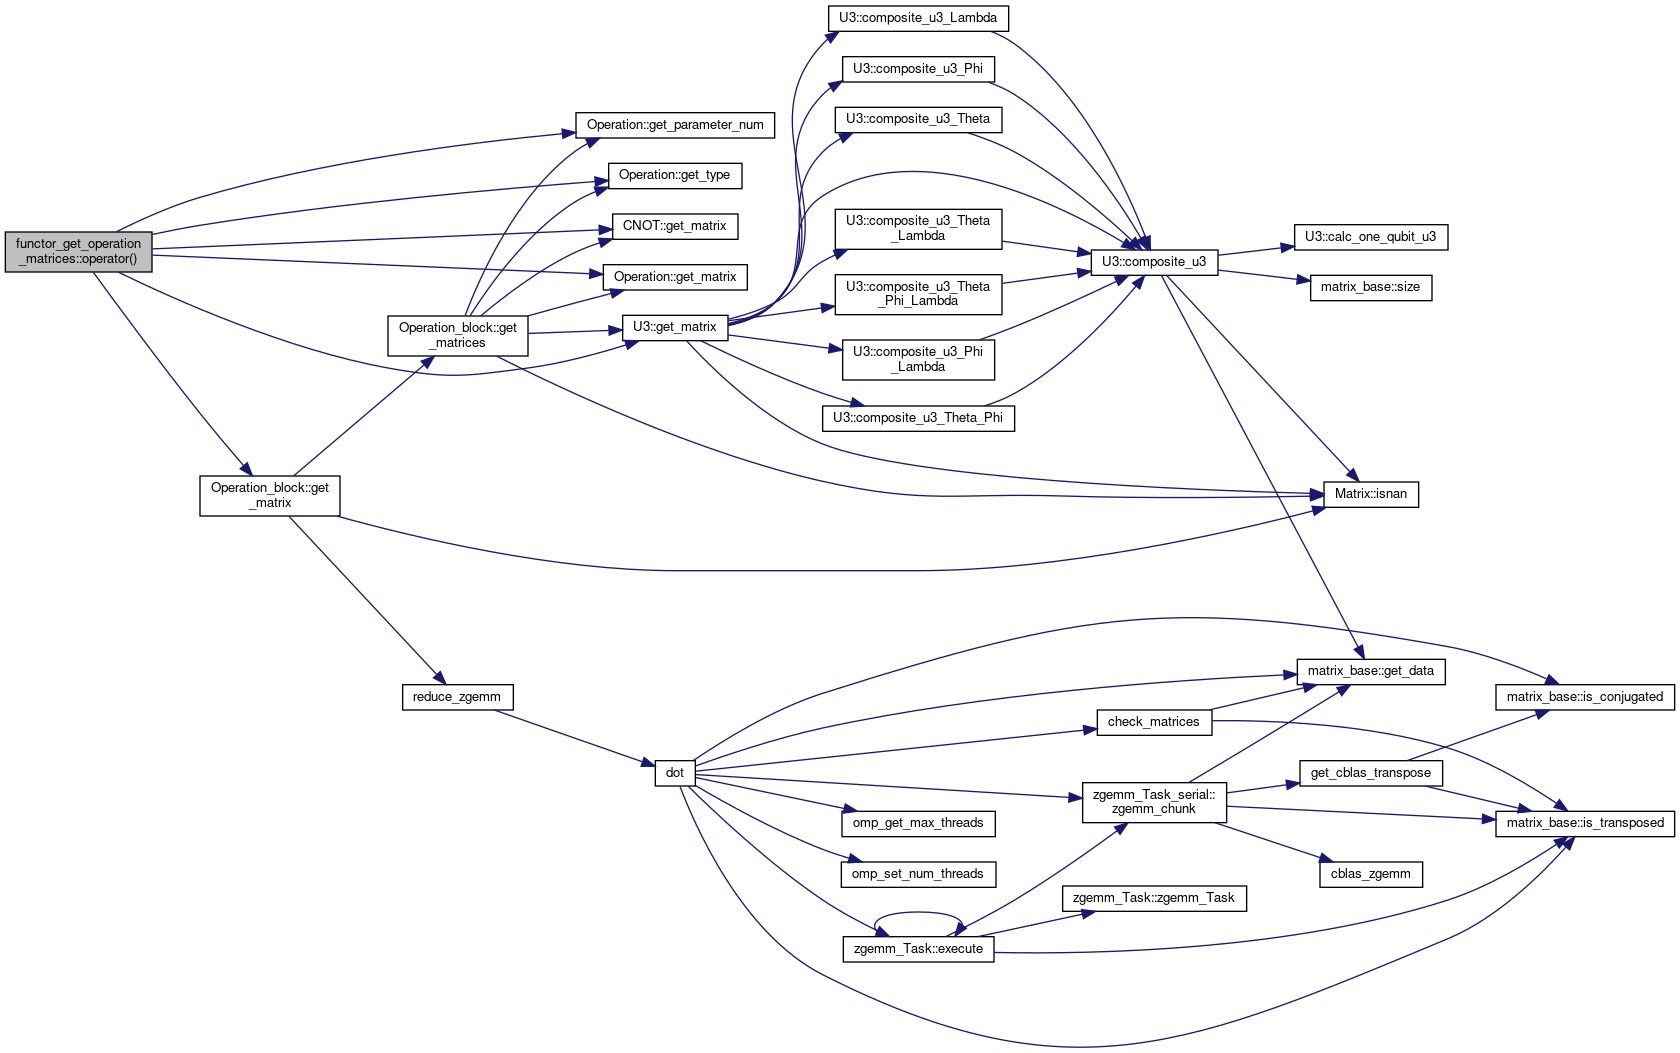 functor_get_operation
_matrices::operator()
Operation::get_parameter_num
Operation::get_type
CNOT::get_matrix
Operation::get_matrix
Operation_block::get
_matrices
U3::get_matrix
Operation_block::get
_matrix
reduce_zgemm
U3::composite_u3_Lambda
U3::composite_u3_Phi
U3::composite_u3_Theta
U3::composite_u3_Theta
_Lambda
U3::composite_u3_Theta
_Phi_Lambda
U3::composite_u3_Phi
_Lambda
U3::composite_u3_Theta_Phi
U3::composite_u3
U3::calc_one_qubit_u3
matrix_base::size
Matrix::isnan
matrix_base::get_data
matrix_base::is_conjugated
check_matrices
dot
get_cblas_transpose
zgemm_Task_serial::
zgemm_chunk
omp_get_max_threads
matrix_base::is_transposed
omp_set_num_threads
cblas_zgemm
zgemm_Task::zgemm_Task
zgemm_Task::execute